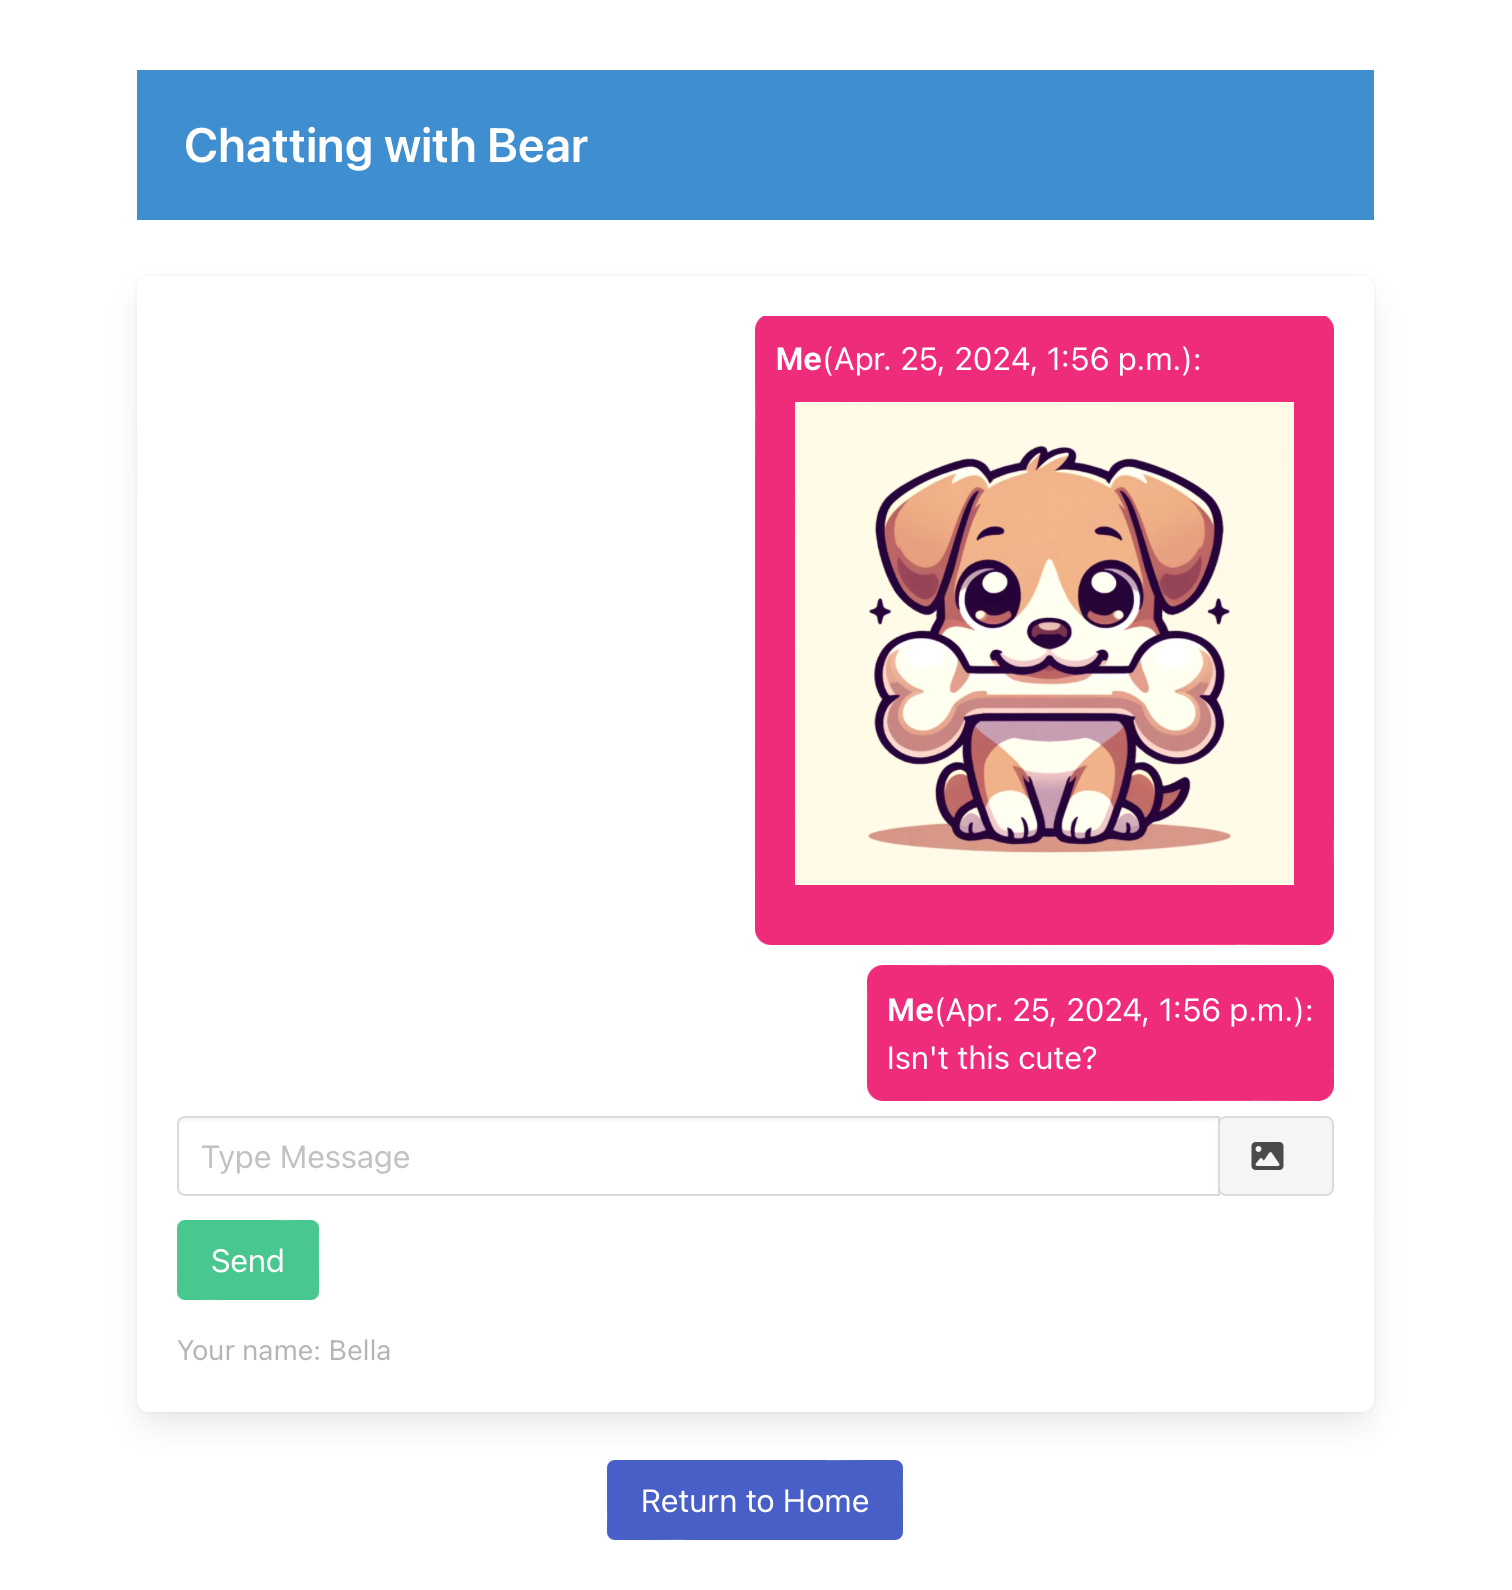 Chatting with Bear
Me(Apr. 25, 2024, 1:56 p.m.):
Me(Apr. 25, 2024, 1:56 p.m.):
Isn't this cute?
Type Message
Send
Your name: Bella
Return to Home